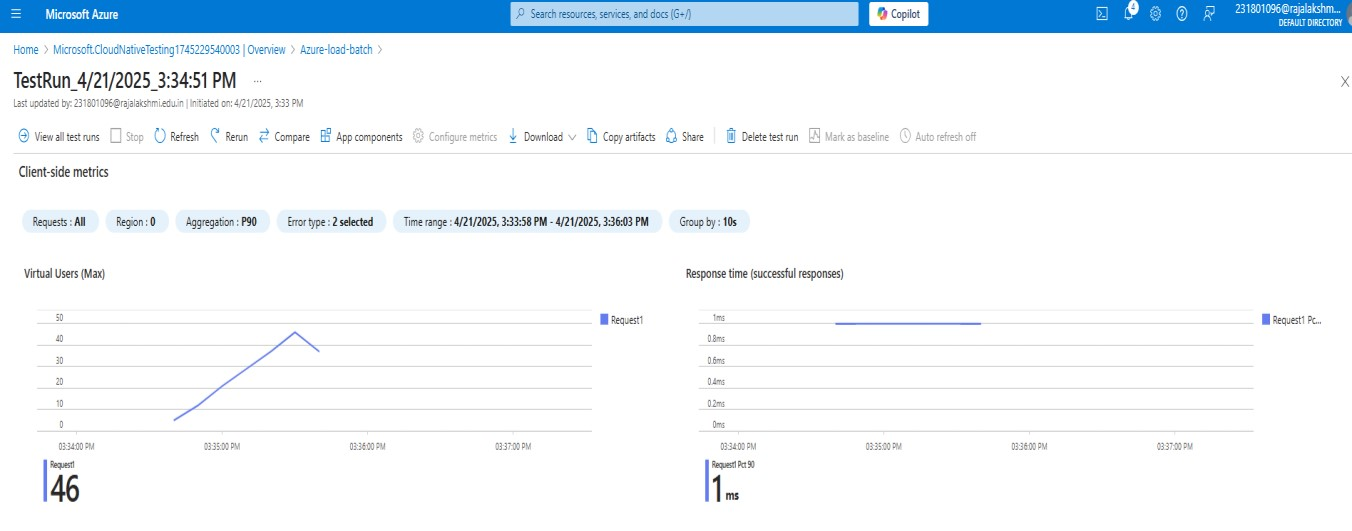 Microsoft Azure
Search resources, services, and docs (G+/)
Copilot
4
231801096@rajalakshm...
DEFAULT DIRECTORY
Home > Microsoft.CloudNativeTesting1745229540003 | Overview > Azure-load-batch >
TestRun_4/21/2025_3:34:51 PM ...
Last updated by: 231801096@rajalakshmi.edu.in | Initiated on: 4/21/2025, 3:33 PM
View all test runs Stop Refresh Rerun Compare App components Configure metrics Download Copy artifacts Share Delete test run Mark as baseline Auto refresh off
Client-side metrics
Requests : All Region : 0 Aggregation : P90 Error type : 2 selected Time range : 4/21/2025, 3:33:58 PM - 4/21/2025, 3:36:03 PM Group by : 10s
Virtual Users (Max)
50
40
30
20
10
0
03:34:00 PM 03:35:00 PM 03:36:00 PM 03:37:00 PM
Request1
Request1
46
Response time (successful responses)
1ms
0.8ms
0.6ms
0.4ms
0.2ms
0ms
03:34:00 PM 03:35:00 PM 03:36:00 PM 03:37:00 PM
Request1 Pc...
Request1 Pct 90
1 ms